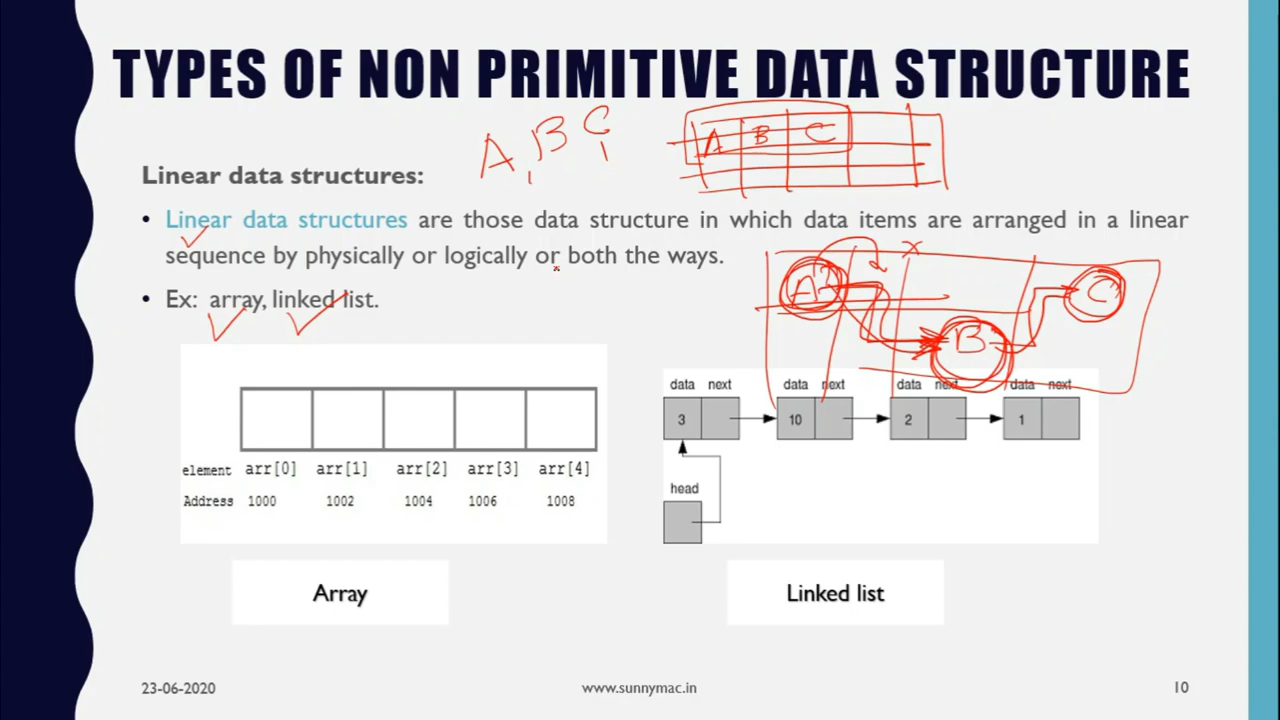 TYPES OF NON PRIMITIVE DATA STRUCTURE
A, B, C
A B C
Linear data structures:
• Linear data structures are those data structure in which data items are arranged in a linear
sequence by physically or logically or both the ways.
• Ex: array, linked list.
A x C
B
data next data next data next data next
3 10 2 1
head
element arr[0] arr[1] arr[2] arr[3] arr[4]
Address 1000 1002 1004 1006 1008
Array
Linked list
23-06-2020 www.sunnymac.in 10